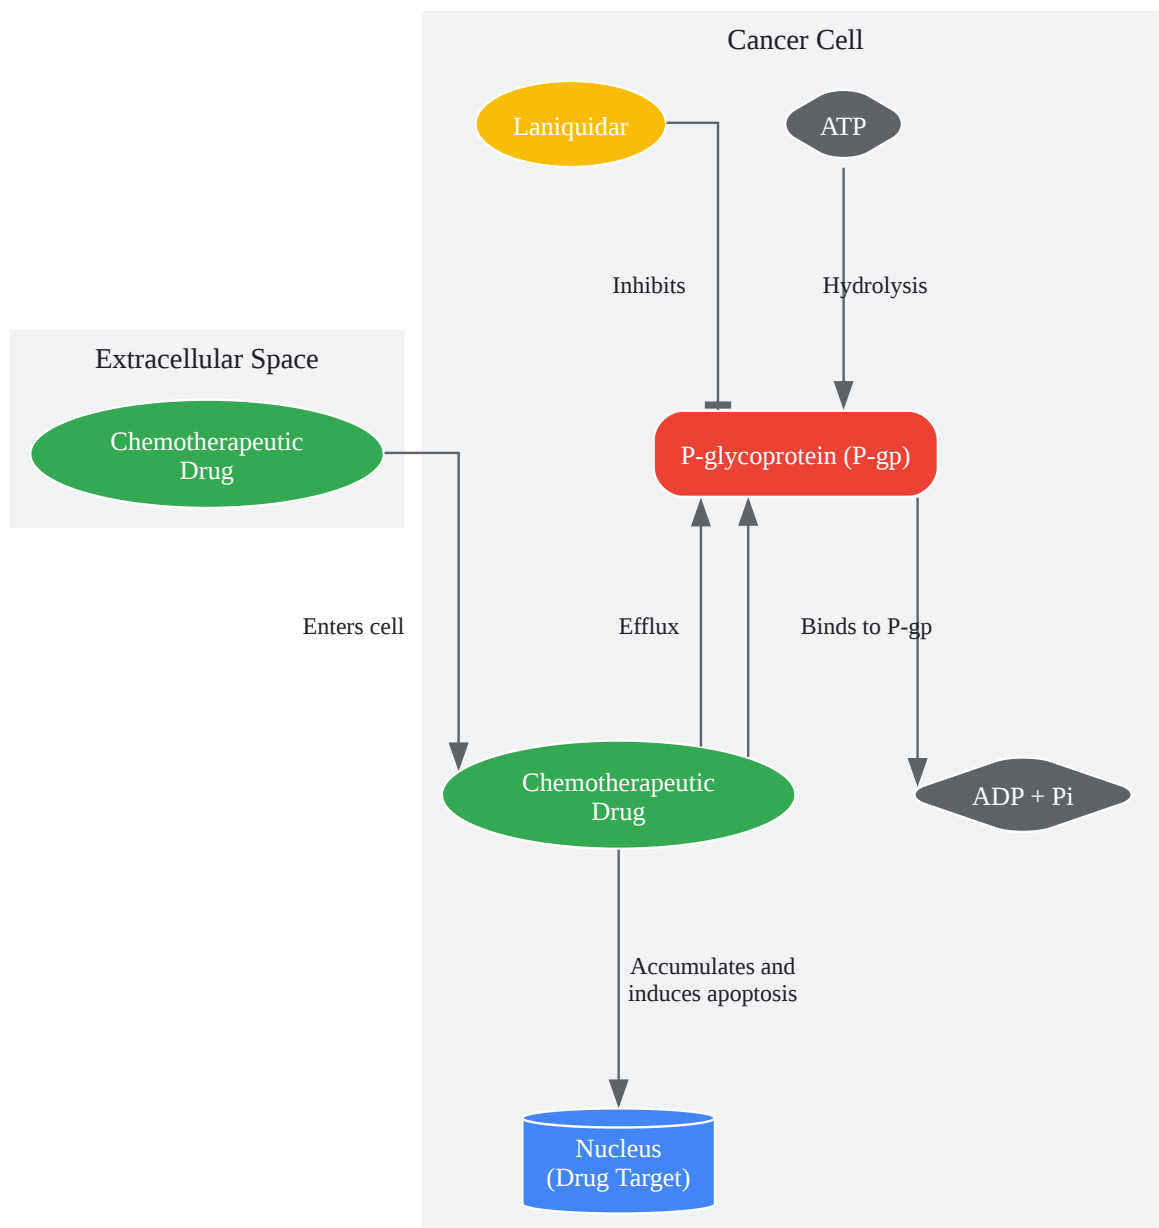 Cancer Cell
Laniquidar
ATP
Inhibits
Hydrolysis
Extracellular Space
Chemotherapeutic
Drug
P-glycoprotein (P-gp)
Enters cell
Efflux
Binds to P-gp
Chemotherapeutic
Drug
ADP + Pi
Accumulates and
induces apoptosis
Nucleus
(Drug Target)